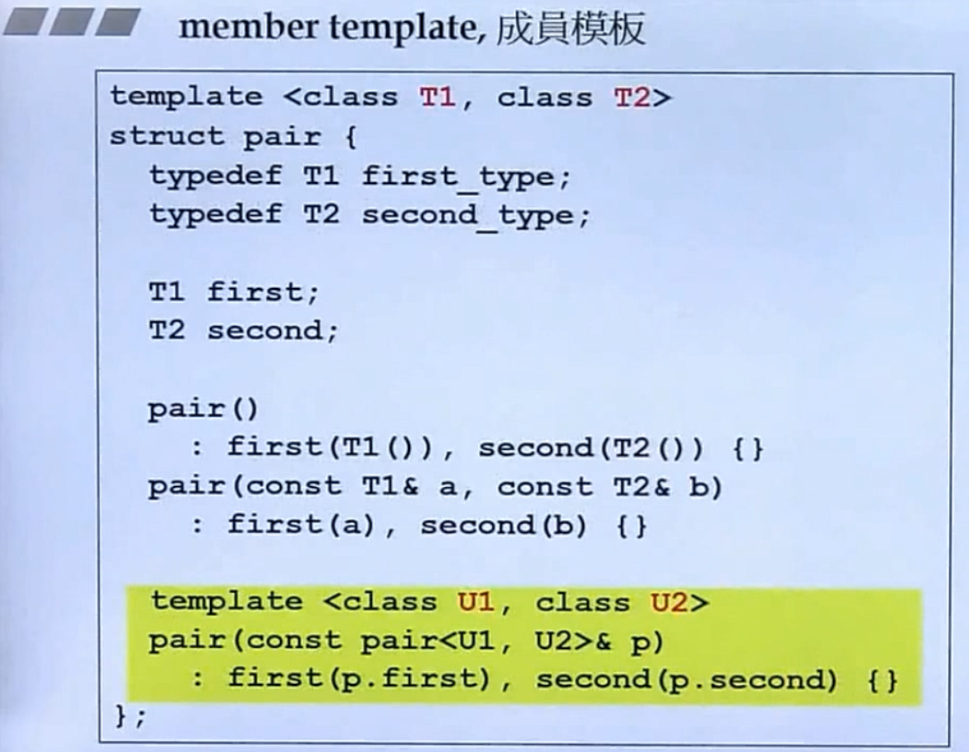 member template, 成員模板
template <class T1, class T2>
struct pair {
  typedef T1 first_type;
  typedef T2 second_type;

  T1 first;
  T2 second;

  pair()
    : first(T1()), second(T2()) {}
  pair(const T1& a, const T2& b)
    : first(a), second(b) {}

  template <class U1, class U2>
  pair(const pair<U1, U2>& p)
    : first(p.first), second(p.second) {}
};